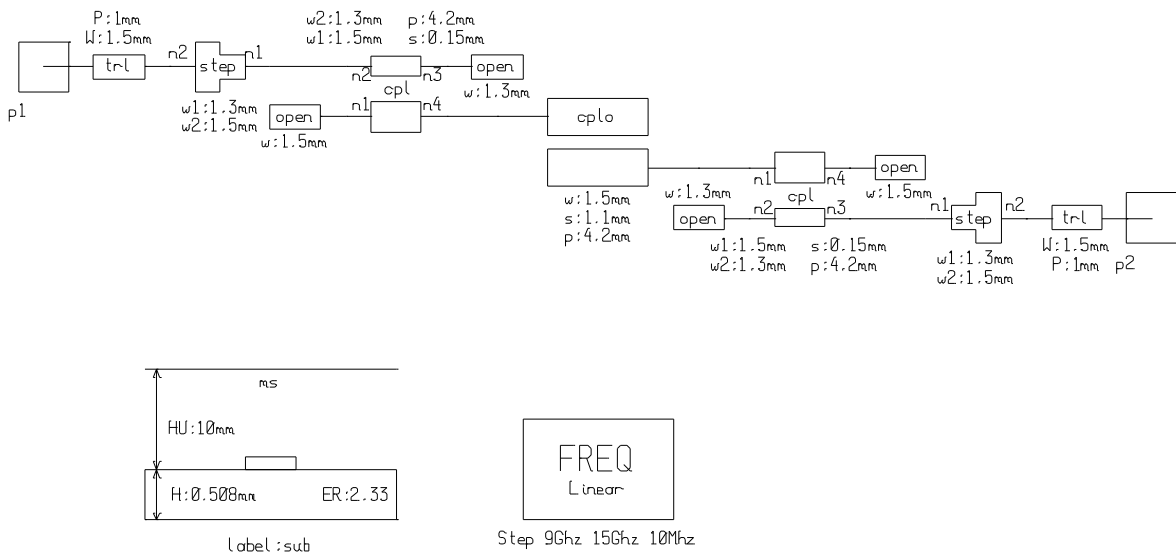 P:1mm
W:1.5mm
w2:1.3mm p:4.2mm
w1:1.5mm s:0.15mm
n2 n1
trl step open
n2 n3
p1
cpl w:1.3mm
w1:1.3mm n1 n4
w2:1.5mm open cplo
w:1.5mm
n1 n4 open
w:1.5mm w:1.3mm cpl w:1.5mm
s:1.1mm open n2 n3 n1 step n2 trl
p:4.2mm
w1:1.5mm s:0.15mm W:1.5mm
w2:1.3mm p:4.2mm w1:1.3mm P:1mm p2
w2:1.5mm
ms
HU:10mm
FREQ
Linear
H:0.508mm ER:2.33
Step 9Ghz 15Ghz 10Mhz
label:sub